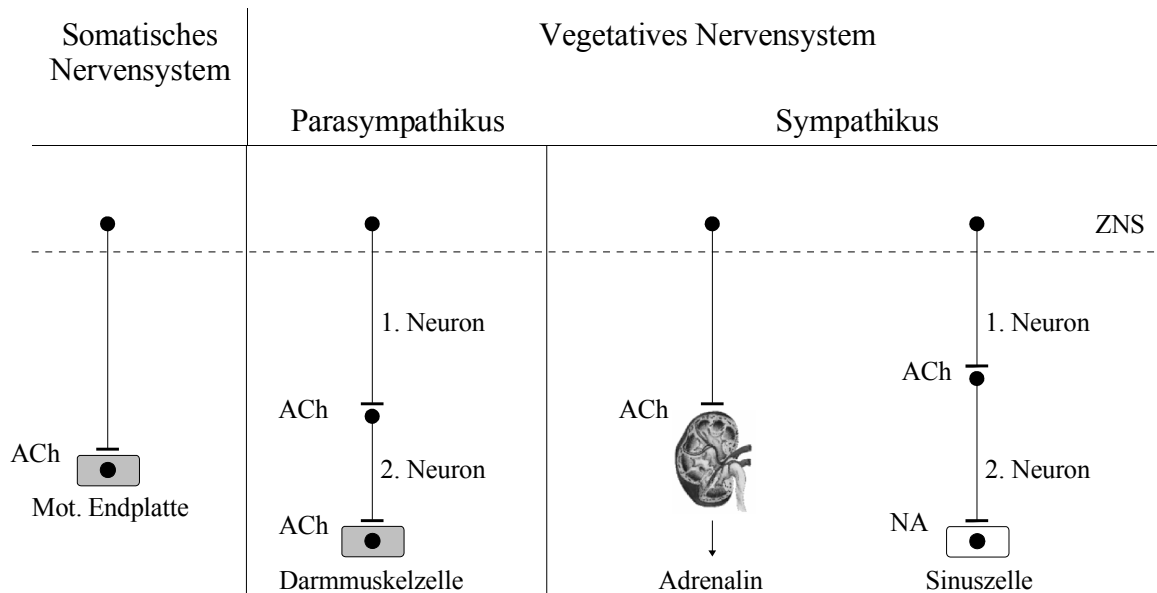 Somatisches
Nervensystem
Vegetatives Nervensystem
Parasympathikus
Sympathikus
ZNS
1. Neuron
1. Neuron
ACh
ACh
ACh
ACh
2. Neuron
2. Neuron
Mot. Endplatte
ACh
NA
Darmmuskelzelle
Adrenalin
Sinuszelle